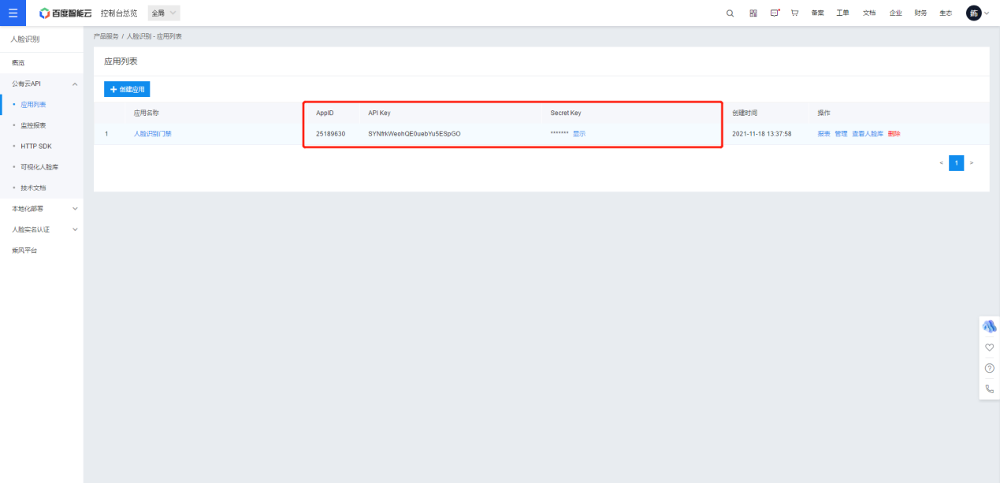 百度智能云 控制台总览 全局 备案 工单 文档 企业 财务 生态
人脸识别
产品服务 / 人脸识别 - 应用列表
概览
应用列表
公有云API
+ 创建应用
应用列表
应用名称 AppID API Key Secret Key 创建时间 操作
监控报表
1 人脸识别门禁 25189630 SYNfrkWeohQE0uebYu5ESpGO ******* 显示 2021-11-18 13:37:58 报表 管理 查看人脸库 删除
HTTP SDK
可视化人脸库
< 1 >
技术文档
本地化部署
人脸实名认证
乘风平台